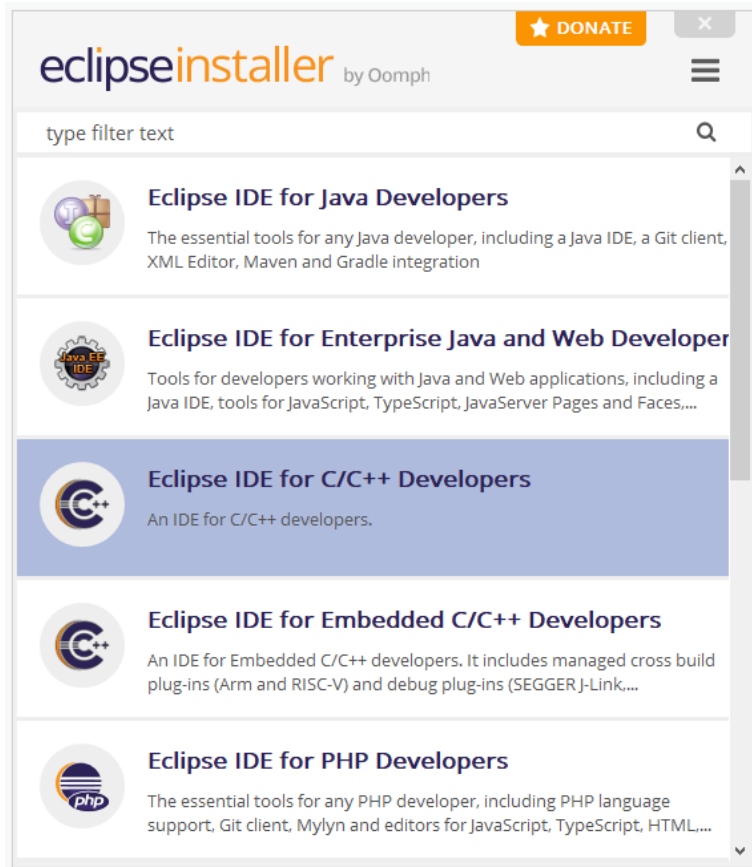 DONATE
eclipseinstaller by Oomph
type filter text
Eclipse IDE for Java Developers
The essential tools for any Java developer, including a Java IDE, a Git client,
XML Editor, Maven and Gradle integration
Java EE
IDE
Eclipse IDE for Enterprise Java and Web Developer
Tools for developers working with Java and Web applications, including a
Java IDE, tools for JavaScript, TypeScript, JavaServer Pages and Faces,...
C++
Eclipse IDE for C/C++ Developers
An IDE for C/C++ developers.
C++
Eclipse IDE for Embedded C/C++ Developers
An IDE for Embedded C/C++ developers. It includes managed cross build
plug-ins (Arm and RISC-V) and debug plug-ins (SEGGER J-Link,...
php
Eclipse IDE for PHP Developers
The essential tools for any PHP developer, including PHP language
support, Git client, Mylyn and editors for JavaScript, TypeScript, HTML,...